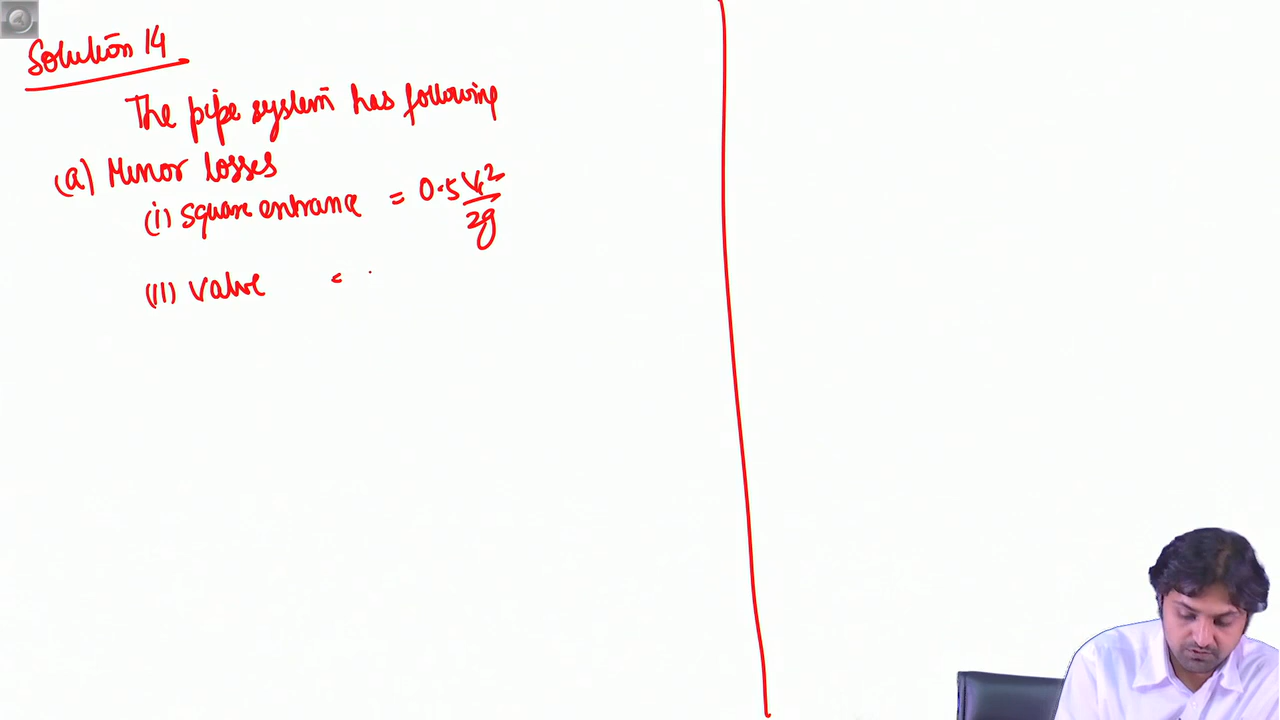 Solution 14
The pipe system has following
(a) Minor losses
(i) square entrance = 0.5 V₁²/2g
(ii) valve =